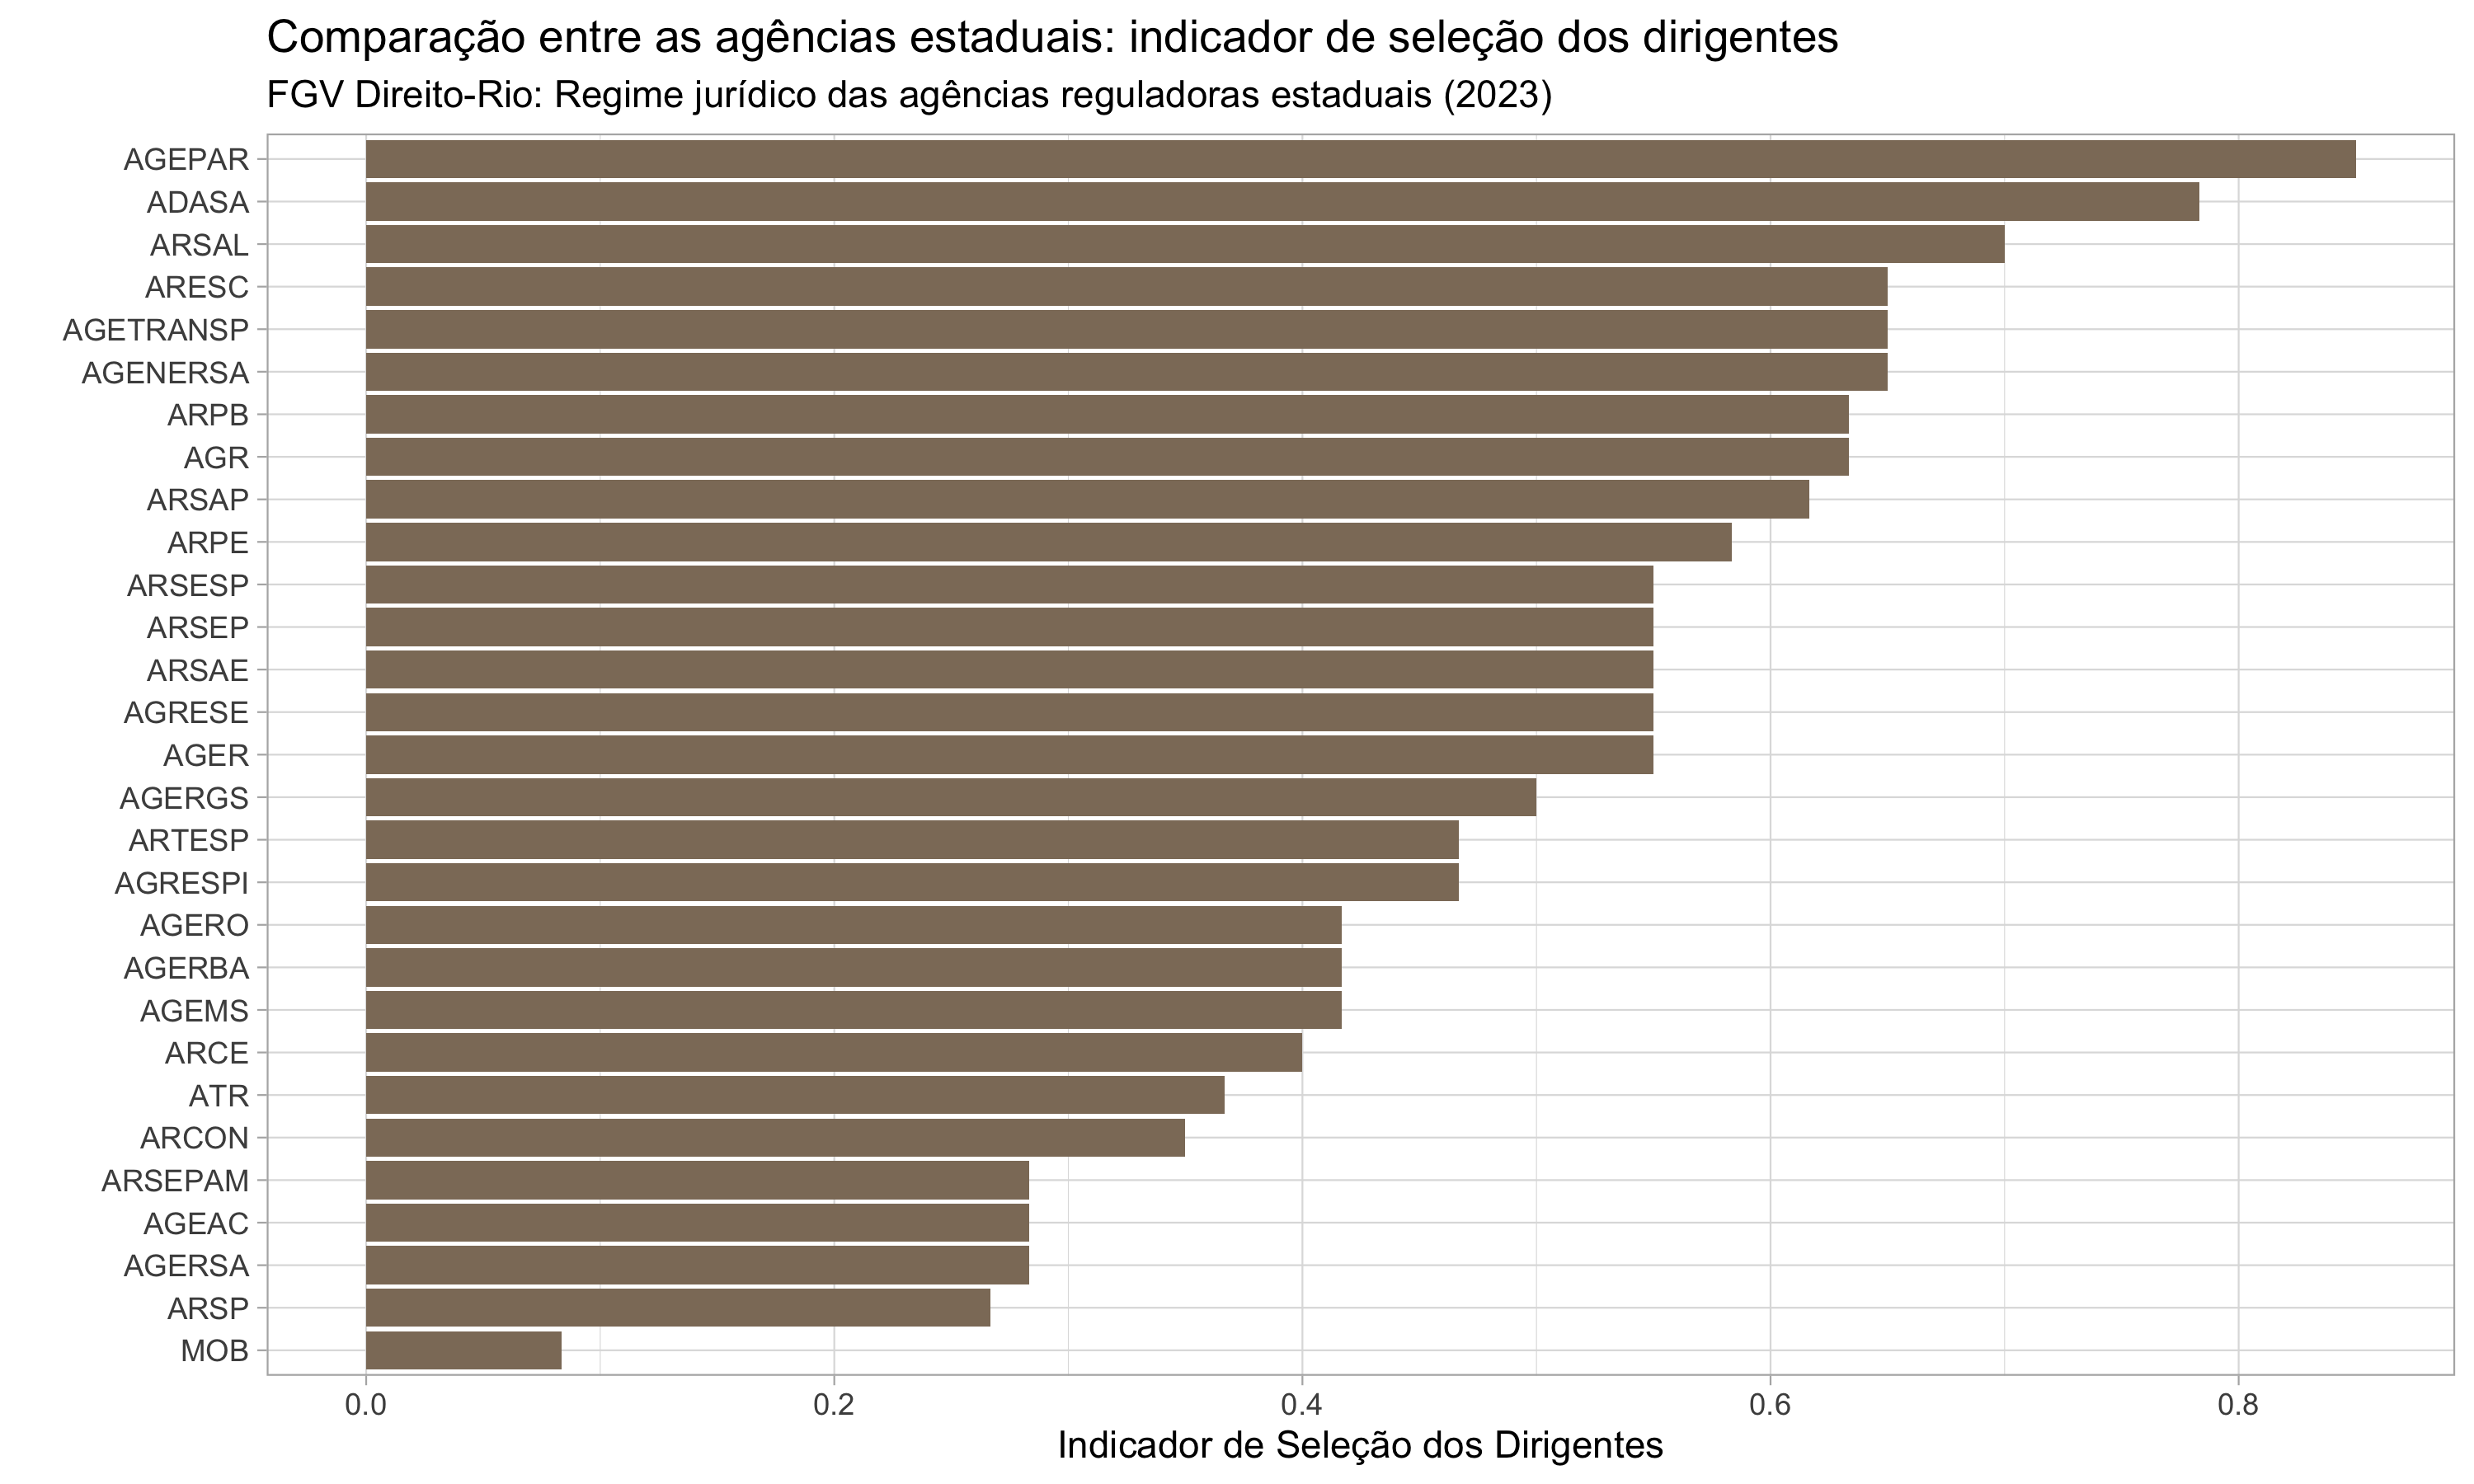 Comparação entre as agências estaduais: indicador de seleção dos dirigentes
FGV Direito-Rio: Regime jurídico das agências reguladoras estaduais (2023)
AGEPAR
ADASA
ARSAL
ARESC
AGETRANSP
AGENERSA
ARPB
AGR
ARSAP
ARPE
ARSESP
ARSEP
ARSAE
AGRESE
AGER
AGERGS
ARTESP
AGRESPI
AGERO
AGERBA
AGEMS
ARCE
ATR
ARCON
ARSEPAM
AGEAC
AGERSA
ARSP
MOB
0.0 0.2 0.4 0.6 0.8
Indicador de Seleção dos Dirigentes